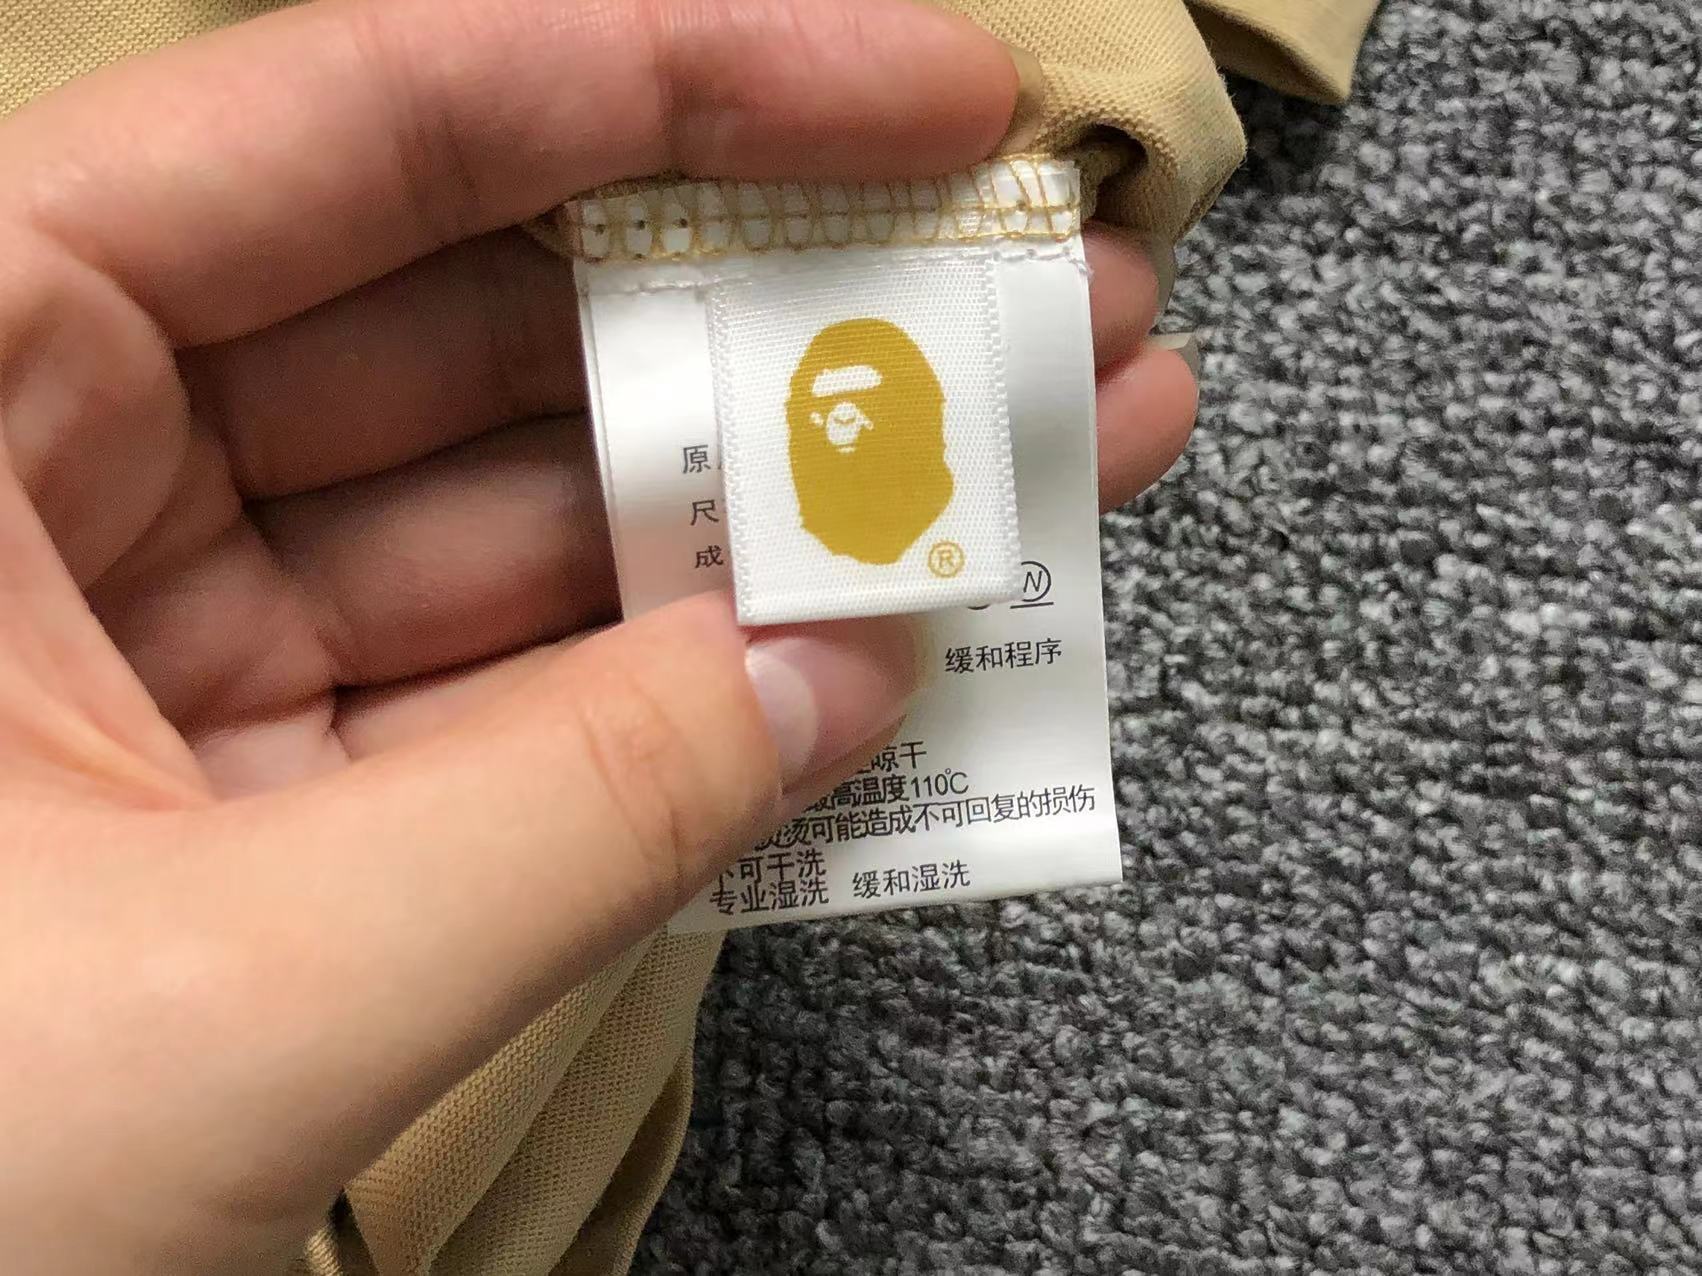 原
尺
成
®
N
缓和程序
晾干
最高温度110℃
烫可能造成不可回复的损伤
不可干洗
专业湿洗 缓和湿洗